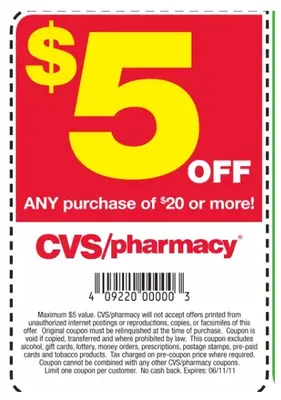 $5 OFF
ANY purchase of $20 or more!
CVS/pharmacy®
4 09220 00000 3
Maximum $5 value. CVS/pharmacy will not accept offers printed from
unauthorized internet postings or reproductions, copies, or facsimiles of this
offer. Original coupon must be relinquished at the time of purchase. Coupon is
void if copied, transferred and where prohibited by law. This coupon excludes
alcohol, gift cards, lottery, money orders, prescriptions, postage stamps, pre-paid
cards and tobacco products. Tax charged on pre-coupon price where required.
Coupon cannot be combined with any other CVS/pharmacy coupons.
Limit one coupon per customer. No cash back. Expires: 06/11/11